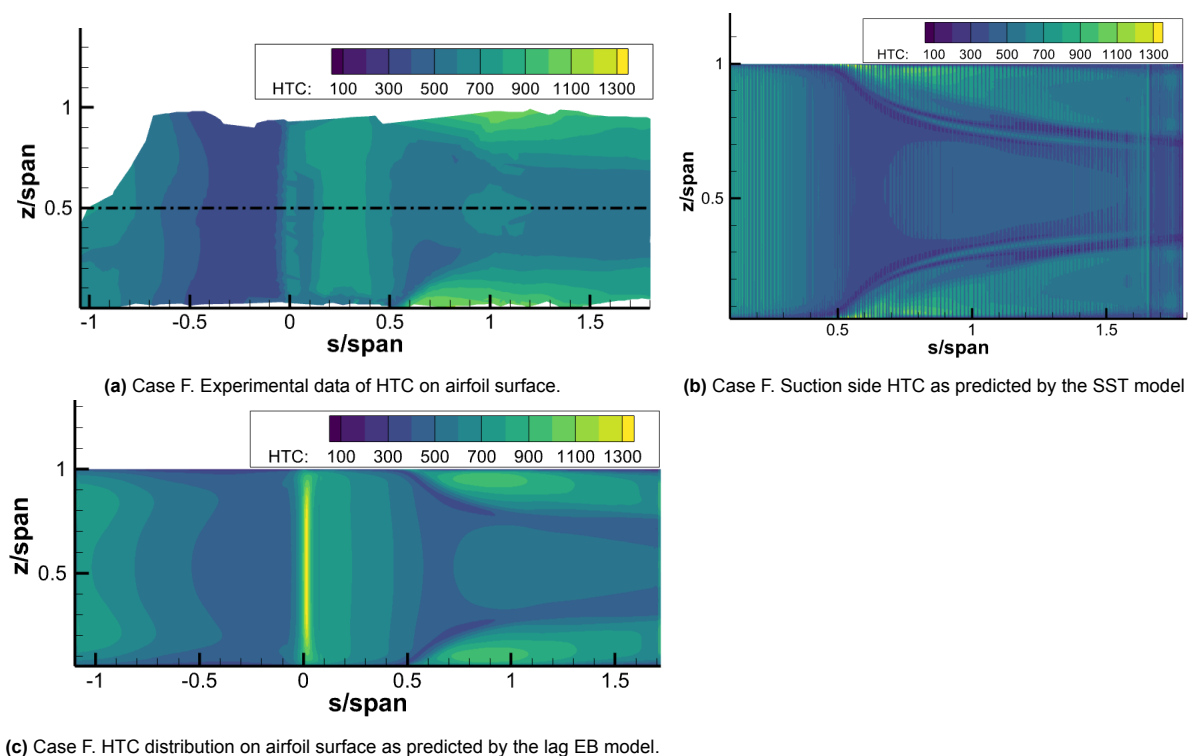 HTC: 100 300 500 700 900 1100 1300
z/span
1
0.5
-1 -0.5 0 0.5 1 1.5
s/span
(a) Case F. Experimental data of HTC on airfoil surface.
HTC: 100 300 500 700 900 1100 1300
z/span
1
0.5
0.5 1 1.5
s/span
(b) Case F. Suction side HTC as predicted by the SST model
HTC: 100 300 500 700 900 1100 1300
z/span
1
0.5
-1 -0.5 0 0.5 1 1.5
s/span
(c) Case F. HTC distribution on airfoil surface as predicted by the lag EB model.